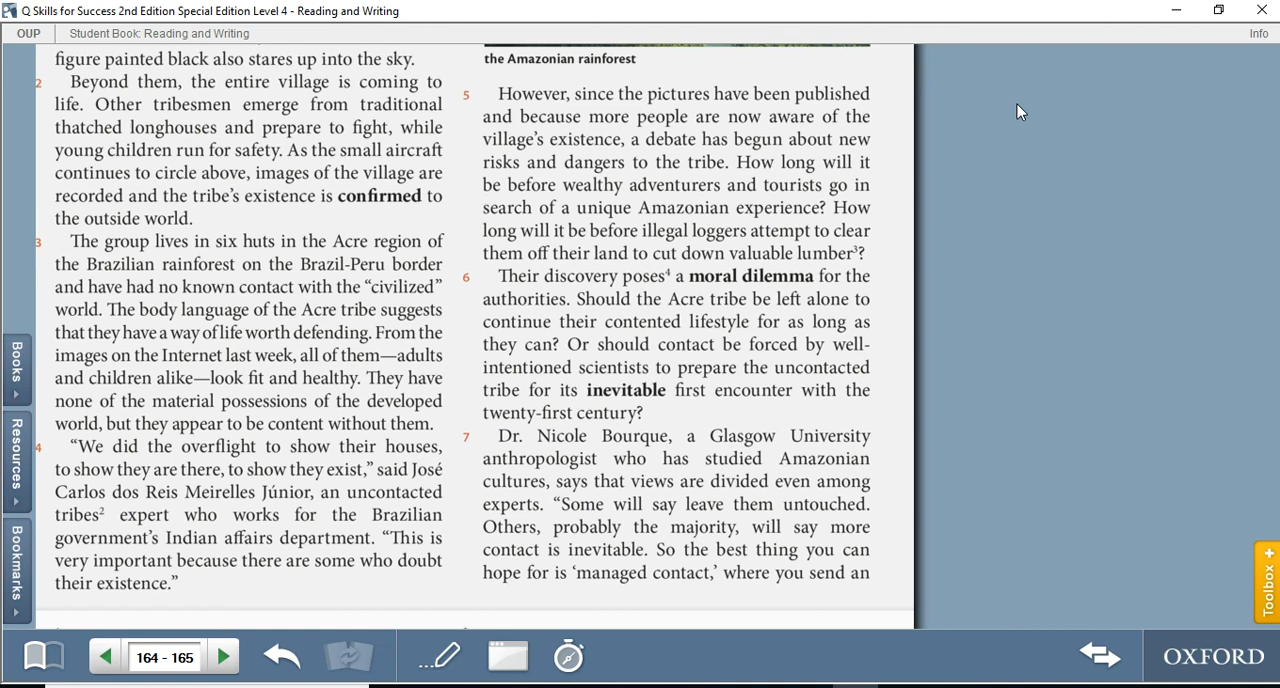 Q Skills for Success 2nd Edition Special Edition Level 4 - Reading and Writing
OUP
Student Book: Reading and Writing
Info
figure painted black also stares up into the sky.
2 Beyond them, the entire village is coming to
life. Other tribesmen emerge from traditional
thatched longhouses and prepare to fight, while
young children run for safety. As the small aircraft
continues to circle above, images of the village are
recorded and the tribe's existence is confirmed to
the outside world.
3 The group lives in six huts in the Acre region of
the Brazilian rainforest on the Brazil-Peru border
and have had no known contact with the “civilized”
world. The body language of the Acre tribe suggests
that they have a way of life worth defending. From the
images on the Internet last week, all of them—adults
and children alike—look fit and healthy. They have
none of the material possessions of the developed
world, but they appear to be content without them.
4 “We did the overflight to show their houses,
to show they are there, to show they exist,” said José
Carlos dos Reis Meirelles Júnior, an uncontacted
tribes² expert who works for the Brazilian
government's Indian affairs department. “This is
very important because there are some who doubt
their existence.”
the Amazonian rainforest
5 However, since the pictures have been published
and because more people are now aware of the
village's existence, a debate has begun about new
risks and dangers to the tribe. How long will it
be before wealthy adventurers and tourists go in
search of a unique Amazonian experience? How
long will it be before illegal loggers attempt to clear
them off their land to cut down valuable lumber³?
6 Their discovery poses⁴ a moral dilemma for the
authorities. Should the Acre tribe be left alone to
continue their contented lifestyle for as long as
they can? Or should contact be forced by well-
intentioned scientists to prepare the uncontacted
tribe for its inevitable first encounter with the
twenty-first century?
7 Dr. Nicole Bourque, a Glasgow University
anthropologist who has studied Amazonian
cultures, says that views are divided even among
experts. “Some will say leave them untouched.
Others, probably the majority, will say more
contact is inevitable. So the best thing you can
hope for is ‘managed contact,’ where you send an
Books
Resources
Bookmarks
Toolbox +
164 - 165
OXFORD